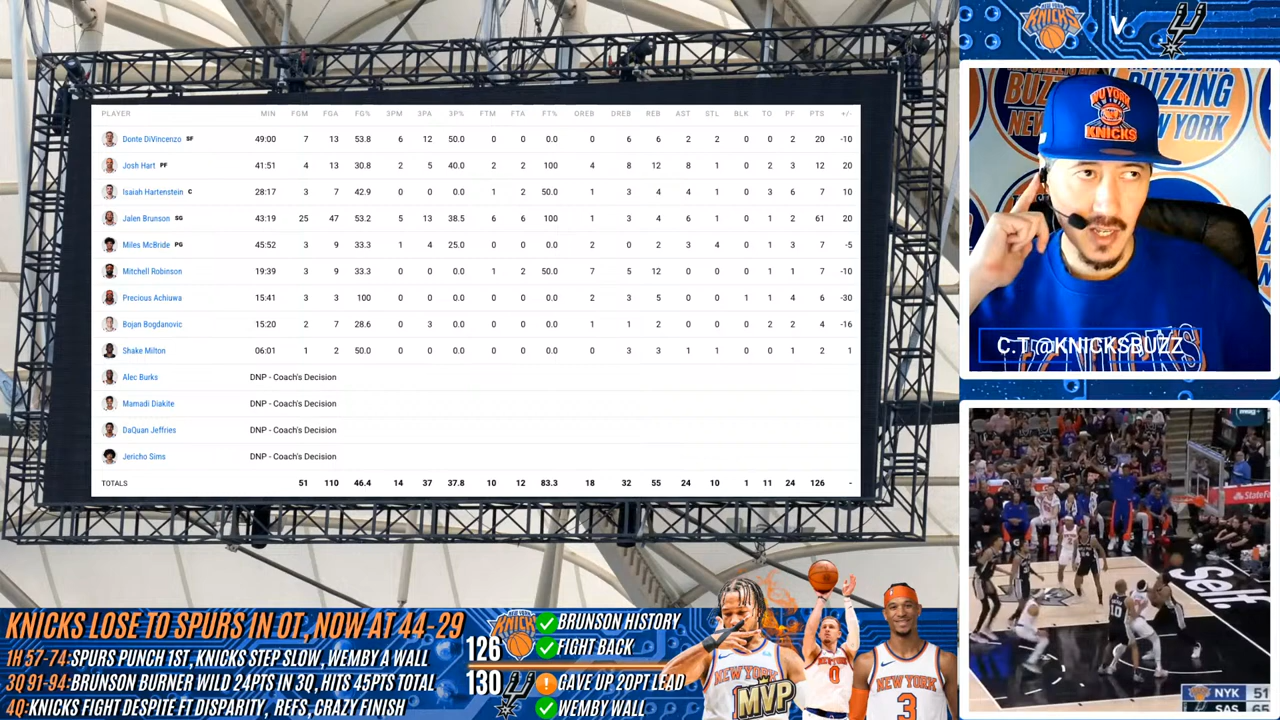 PLAYER MIN FGM FGA FG% 3PM 3PA 3P% FTM FTA FT% OREB DREB REB AST STL BLK TO PF PTS +/-
Donte DiVincenzo SF 49:00 7 13 53.8 6 12 50.0 0 0 0.0 0 6 6 2 2 0 0 2 20 -10
Josh Hart PF 41:51 4 13 30.8 2 5 40.0 2 2 100 4 8 12 8 1 0 2 3 12 20
Isaiah Hartenstein C 28:17 3 7 42.9 0 0 0.0 1 2 50.0 1 3 4 4 1 0 3 6 7 10
Jalen Brunson SG 43:19 25 47 53.2 5 13 38.5 6 6 100 1 3 4 6 1 0 1 2 61 20
Miles McBride PG 45:52 3 9 33.3 1 4 25.0 0 0 0.0 2 0 2 3 4 0 1 3 7 -5
Mitchell Robinson 19:39 3 9 33.3 0 0 0.0 1 2 50.0 7 5 12 0 0 0 1 1 7 -10
Precious Achiuwa 15:41 3 3 100 0 0 0.0 0 0 0.0 2 3 5 0 0 1 1 4 6 -30
Bojan Bogdanovic 15:20 2 7 28.6 0 3 0.0 0 0 0.0 1 1 2 0 0 0 2 2 4 -16
Shake Milton 06:01 1 2 50.0 0 0 0.0 0 0 0.0 0 3 3 1 1 0 0 1 2 1
Alec Burks DNP - Coach's Decision
Mamadi Diakite DNP - Coach's Decision
DaQuan Jeffries DNP - Coach's Decision
Jericho Sims DNP - Coach's Decision
TOTALS 51 110 46.4 14 37 37.8 10 12 83.3 18 32 55 24 10 1 11 24 126 -
KNICKS
V
BUZZING
NEW YORK
NEW YORK
KNICKS
C.T @KNICKSBUZZ
Self.
10
NYK 51
SAS 65
KNICKS LOSE TO SPURS IN OT, NOW AT 44-29
1H 57-74:SPURS PUNCH 1ST, KNICKS STEP SLOW, WEMBY A WALL
3Q 91-94:BRUNSON BURNER WILD 24PTS IN 3Q, HITS 45PTS TOTAL
4Q:KNICKS FIGHT DESPITE FT DISPARITY, REFS, CRAZY FINISH
126
130
BRUNSON HISTORY
FIGHT BACK
GAVE UP 20PT LEAD
WEMBY WALL
MVP
NEW YORK
0
NEW YORK
3